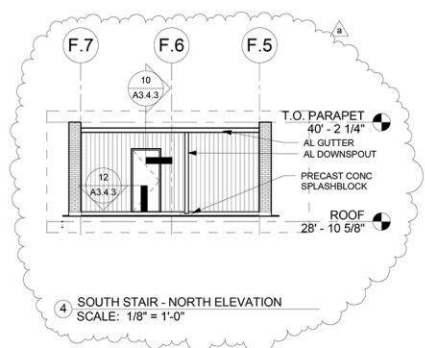 a
F.7
F.6
F.5
10
A3.4.3
T.O. PARAPET
40' - 2 1/4"
AL GUTTER
AL DOWNSPOUT
12
A3.4.3
PRECAST CONC
SPLASHBLOCK
ROOF
28' - 10 5/8"
4
SOUTH STAIR - NORTH ELEVATION
SCALE: 1/8" = 1'-0"